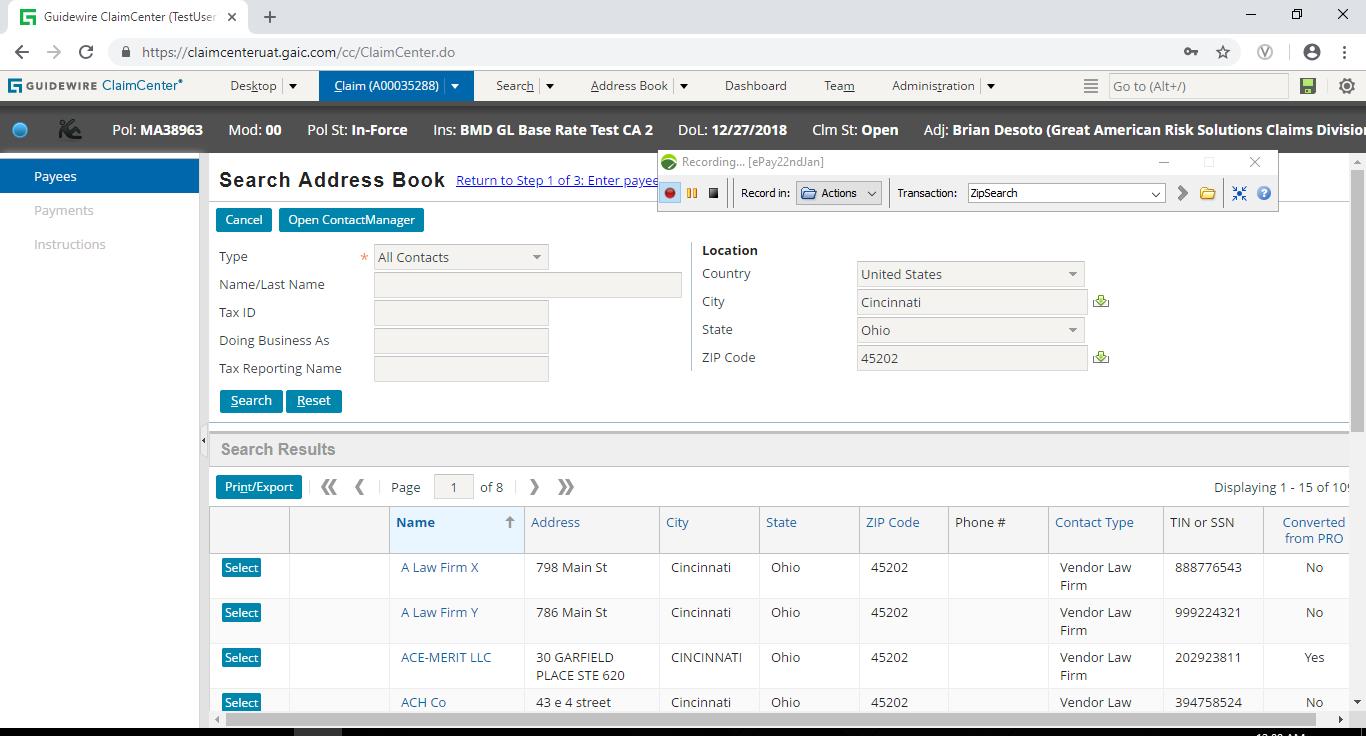 Guidewire ClaimCenter (TestUser
https://claimcenteruat.gaic.com/cc/ClaimCenter.do
GUIDEWIRE ClaimCenter
Desktop
Claim (A00035288)
Search
Address Book
Dashboard
Team
Administration
Go to (Alt+/)
Pol: MA38963 Mod: 00 Pol St: In-Force Ins: BMD GL Base Rate Test CA 2 DoL: 12/27/2018 Clm St: Open Adj: Brian Desoto (Great American Risk Solutions Claims Divisio
Recording... [ePay22ndJan]
Record in: Actions Transaction: ZipSearch
Payees
Payments
Instructions
Search Address Book Return to Step 1 of 3: Enter payee
Cancel Open ContactManager
Type * All Contacts
Name/Last Name
Tax ID
Doing Business As
Tax Reporting Name
Location
Country United States
City Cincinnati
State Ohio
ZIP Code 45202
Search Reset
Search Results
Print/Export Page 1 of 8 Displaying 1 - 15 of 109
Name Address City State ZIP Code Phone # Contact Type TIN or SSN Converted
from PRO
Select A Law Firm X 798 Main St Cincinnati Ohio 45202 Vendor Law 888776543 No
Firm
Select A Law Firm Y 786 Main St Cincinnati Ohio 45202 Vendor Law 999224321 No
Firm
Select ACE-MERIT LLC 30 GARFIELD CINCINNATI Ohio 45202 Vendor Law 202923811 Yes
PLACE STE 620 Firm
Select ACH Co 43 e 4 street Cincinnati Ohio 45202 Vendor Law 394758524 No